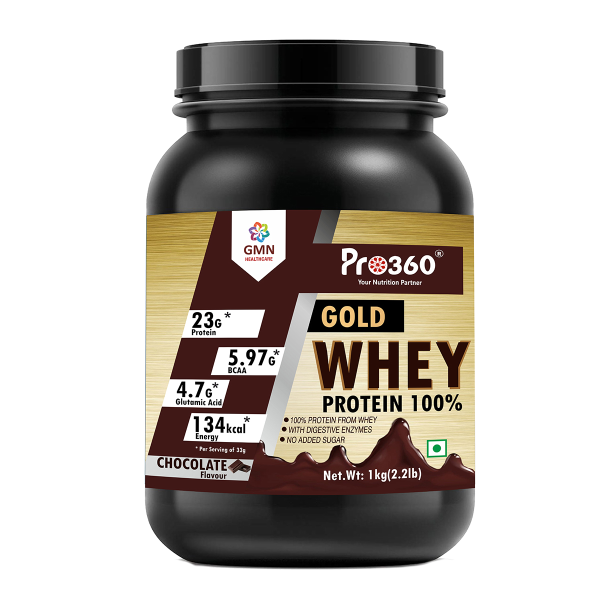 GMN
HEALTHCARE
Pro360®
Your Nutrition Partner
GOLD
WHEY
PROTEIN 100%
23G*
Protein
5.97G*
BCAA
4.7G*
Glutamic Acid
134kcal*
Energy
* Per Serving of 33g
• 100% PROTEIN FROM WHEY
• WITH DIGESTIVE ENZYMES
• NO ADDED SUGAR
CHOCOLATE
Flavour
Net.Wt: 1kg(2.2lb)